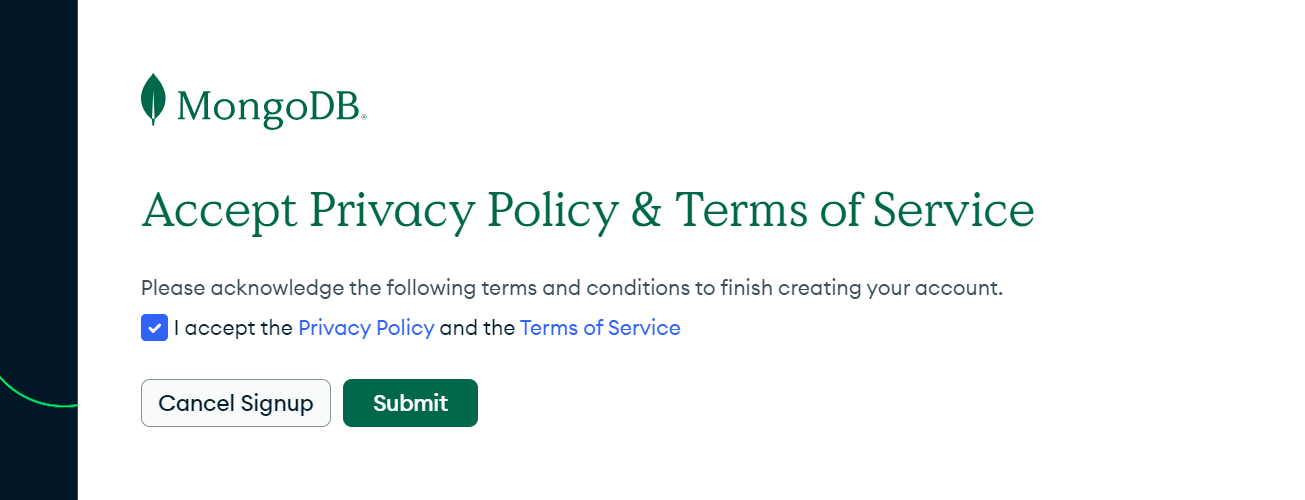 MongoDB®
Accept Privacy Policy & Terms of Service
Please acknowledge the following terms and conditions to finish creating your account.
I accept the Privacy Policy and the Terms of Service
Cancel Signup Submit